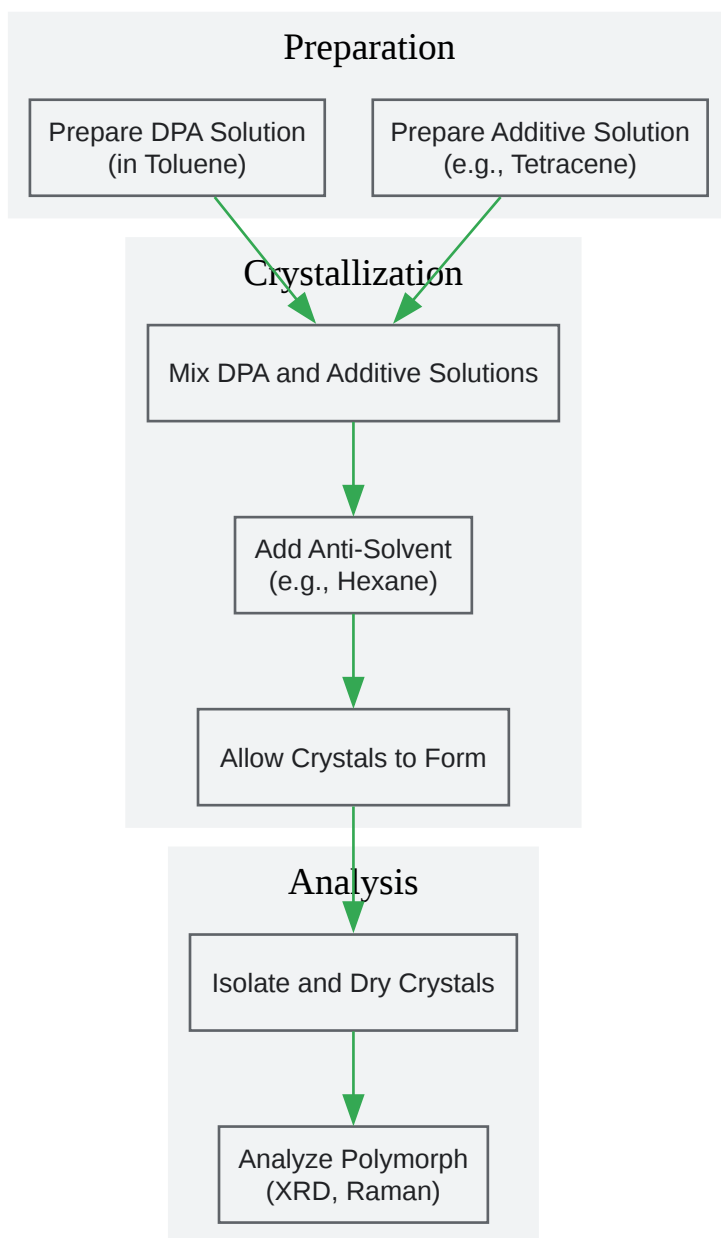 Preparation
Prepare DPA Solution
(in Toluene)
Prepare Additive Solution
(e.g., Tetracene)
Crystallization
Mix DPA and Additive Solutions
Add Anti-Solvent
(e.g., Hexane)
Allow Crystals to Form
Analysis
Isolate and Dry Crystals
Analyze Polymorph
(XRD, Raman)